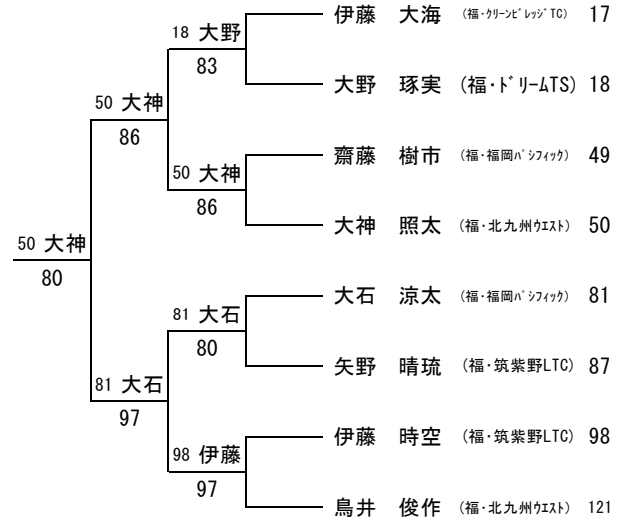 伊藤 大海 (福・クリーンビレッジTC) 17
18 大野
83
大野 琢実 (福・ドリームTS) 18
50 大神
86
齋藤 樹市 (福・福岡パシフィック) 49
50 大神
86
大神 照太 (福・北九州ウエスト) 50
50 大神
80
大石 涼太 (福・福岡パシフィック) 81
81 大石
80
矢野 晴琉 (福・筑紫野LTC) 87
81 大石
97
伊藤 時空 (福・筑紫野LTC) 98
98 伊藤
97
鳥井 俊作 (福・北九州ウエスト) 121